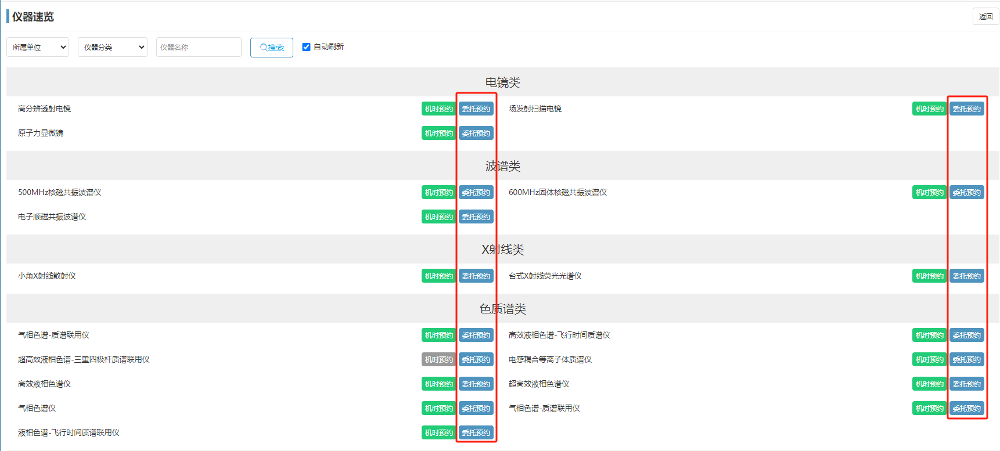 仪器速览 返回
所属单位 仪器分类 仪器名称 搜索 自动刷新
电镜类
高分辨透射电镜 机时预约 委托预约 场发射扫描电镜 机时预约 委托预约
原子力显微镜 机时预约 委托预约
波谱类
500MHz核磁共振波谱仪 机时预约 委托预约 600MHz固体核磁共振波谱仪 机时预约 委托预约
电子顺磁共振波谱仪 机时预约 委托预约
X射线类
小角X射线散射仪 机时预约 委托预约 台式X射线荧光光谱仪 机时预约 委托预约
色质谱类
气相色谱-质谱联用仪 机时预约 委托预约 高效液相色谱-飞行时间质谱仪 机时预约 委托预约
超高效液相色谱-三重四极杆质谱联用仪 机时预约 委托预约 电感耦合等离子体质谱仪 机时预约 委托预约
高效液相色谱仪 机时预约 委托预约 超高效液相色谱仪 机时预约 委托预约
气相色谱仪 机时预约 委托预约 气相色谱-质谱联用仪 机时预约 委托预约
液相色谱-飞行时间质谱联用仪 机时预约 委托预约